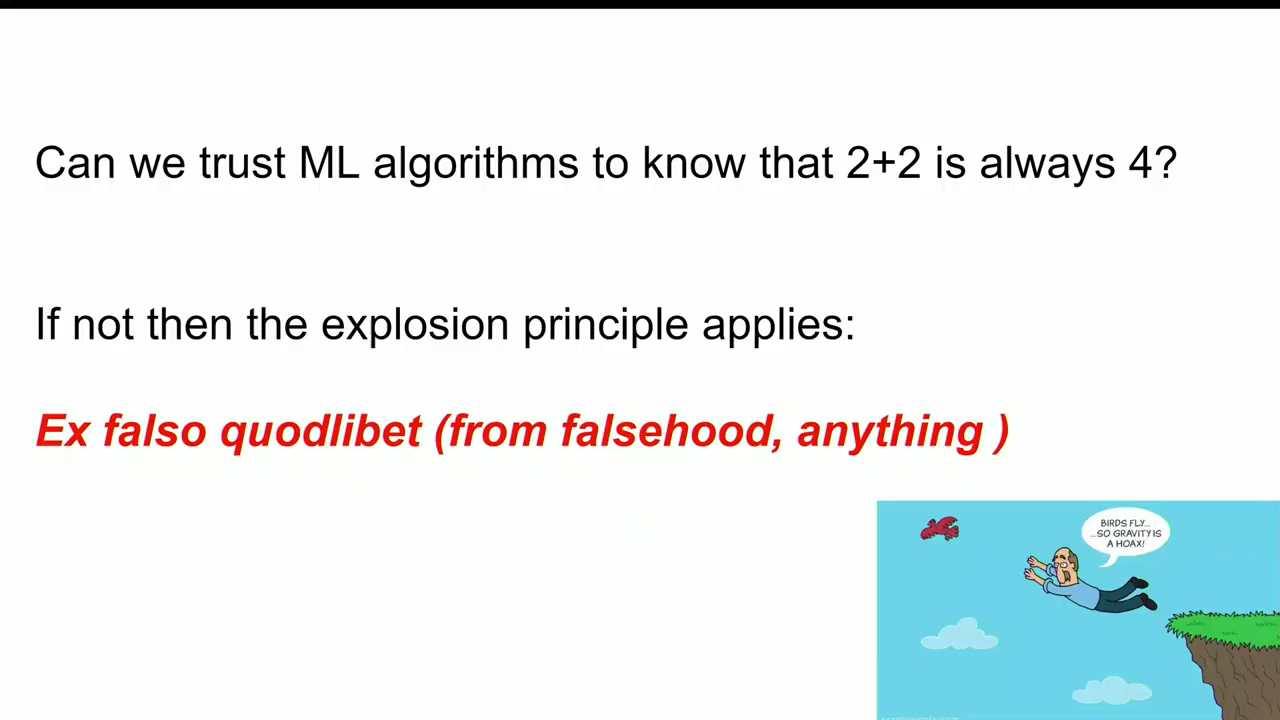 Can we trust ML algorithms to know that 2+2 is always 4?
If not then the explosion principle applies:
Ex falso quodlibet (from falsehood, anything )
BIRDS FLY...
...SO GRAVITY IS
A HOAX!